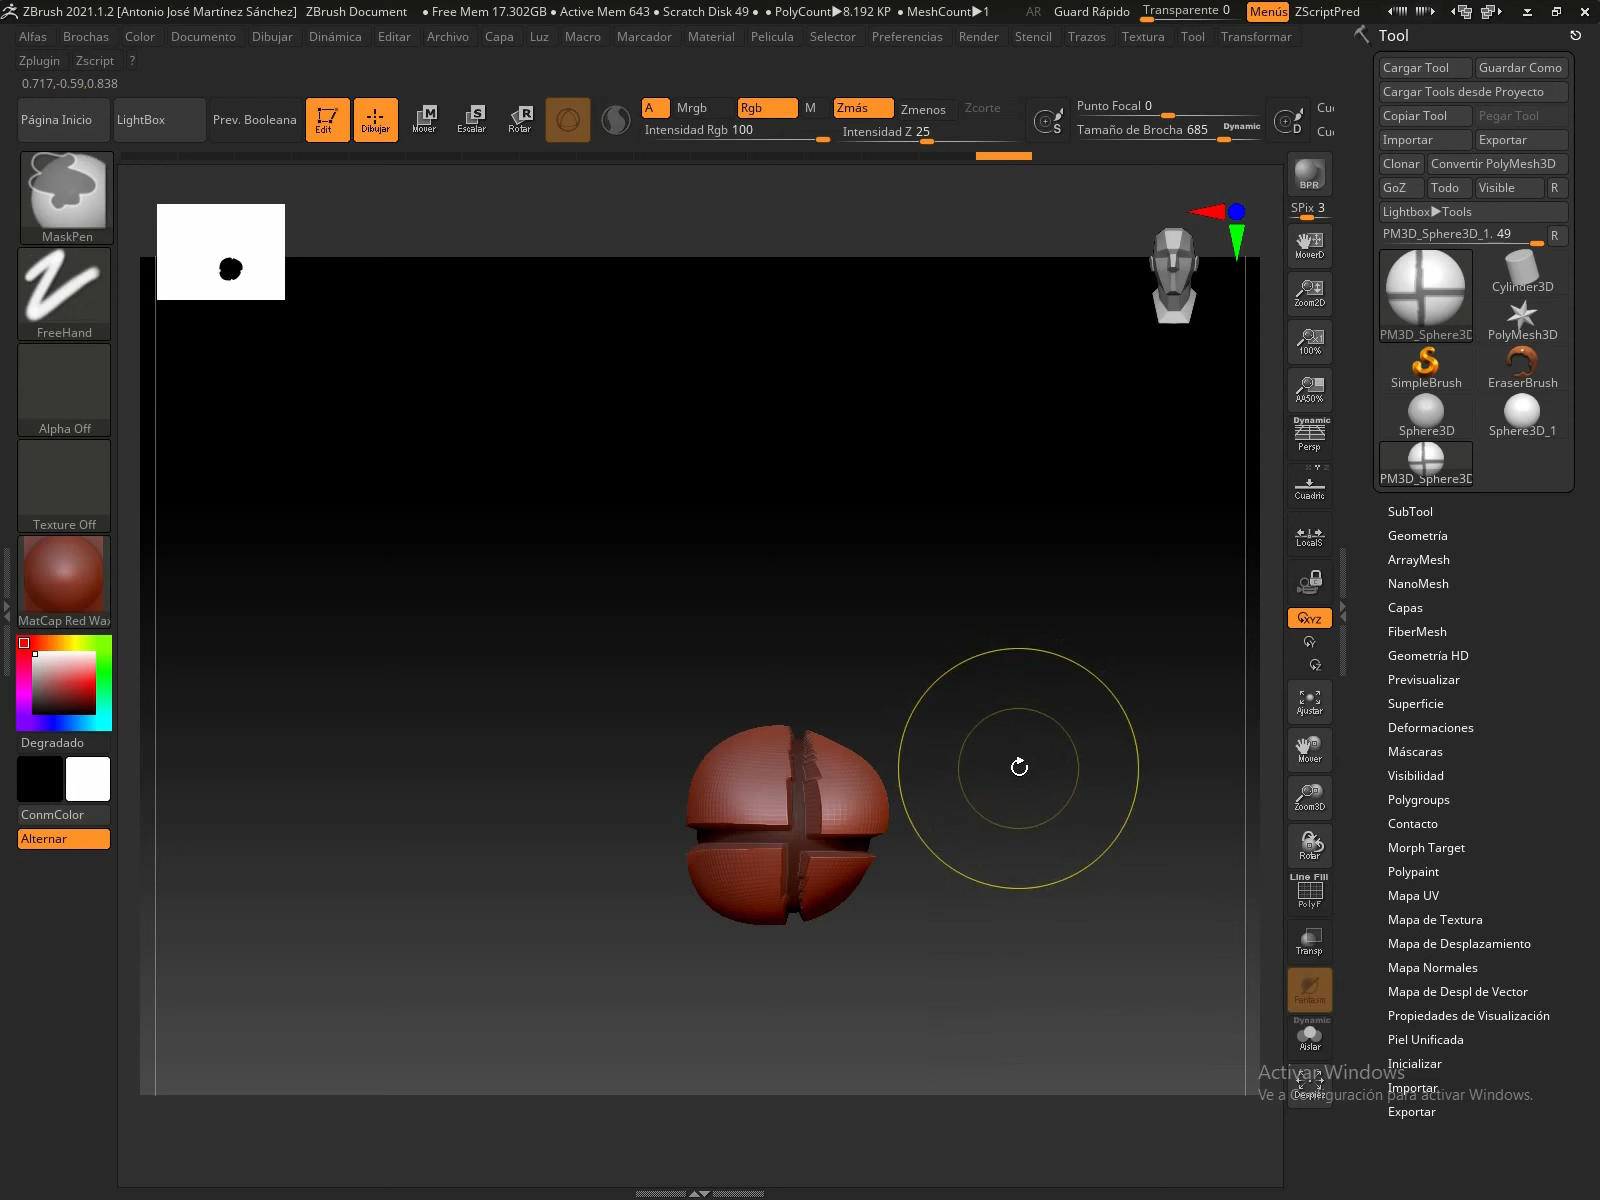 ZBrush 2021.1.2 [Antonio José Martínez Sánchez] ZBrush Document • Free Mem 17.302GB • Active Mem 643 • Scratch Disk 49 • • PolyCount▶8.192 KP • MeshCount▶1 AR Guard Rápido Transparente 0 Menús ZScriptPred
Alfas Brochas Color Documento Dibujar Dinámica Editar Archivo Capa Luz Macro Marcador Material Pelicula Selector Preferencias Render Stencil Trazos Textura Tool Transformar
Zplugin Zscript ?
0.717,-0.59,0.838
Página Inicio LightBox Prev. Booleana Edit Dibujar Mover Escalar Rotar
A Mrgb Rgb M Zmás Zmenos Zcorte
Intensidad Rgb 100 Intensidad Z 25
S Punto Focal 0 D Cu
Tamaño de Brocha 685 Dynamic Cu
MaskPen
FreeHand
Alpha Off
Texture Off
MatCap Red Wax
Degradado
ConmColor
Alternar
BPR
SPix 3
MoverD
Zoom2D
100%
AA50%
Dynamic
Persp
Cuadric
LocalS
XYZ
Y
Z
Ajustar
Mover
Zoom3D
Rotar
Line Fill
PolyF
Transp
Fantasm
Dynamic
Aislar
Despiez
Tool
Cargar Tool Guardar Como
Cargar Tools desde Proyecto
Copiar Tool Pegar Tool
Importar Exportar
Clonar Convertir PolyMesh3D
GoZ Todo Visible R
Lightbox▶Tools
PM3D_Sphere3D_1. 49 R
PM3D_Sphere3D Cylinder3D
PolyMesh3D
SimpleBrush EraserBrush
Sphere3D Sphere3D_1
PM3D_Sphere3D
SubTool
Geometría
ArrayMesh
NanoMesh
Capas
FiberMesh
Geometría HD
Previsualizar
Superficie
Deformaciones
Máscaras
Visibilidad
Polygroups
Contacto
Morph Target
Polypaint
Mapa UV
Mapa de Textura
Mapa de Desplazamiento
Mapa Normales
Mapa de Despl de Vector
Propiedades de Visualización
Piel Unificada
Inicializar
Importar
Exportar
Activar Windows
Ve a Configuración para activar Windows.